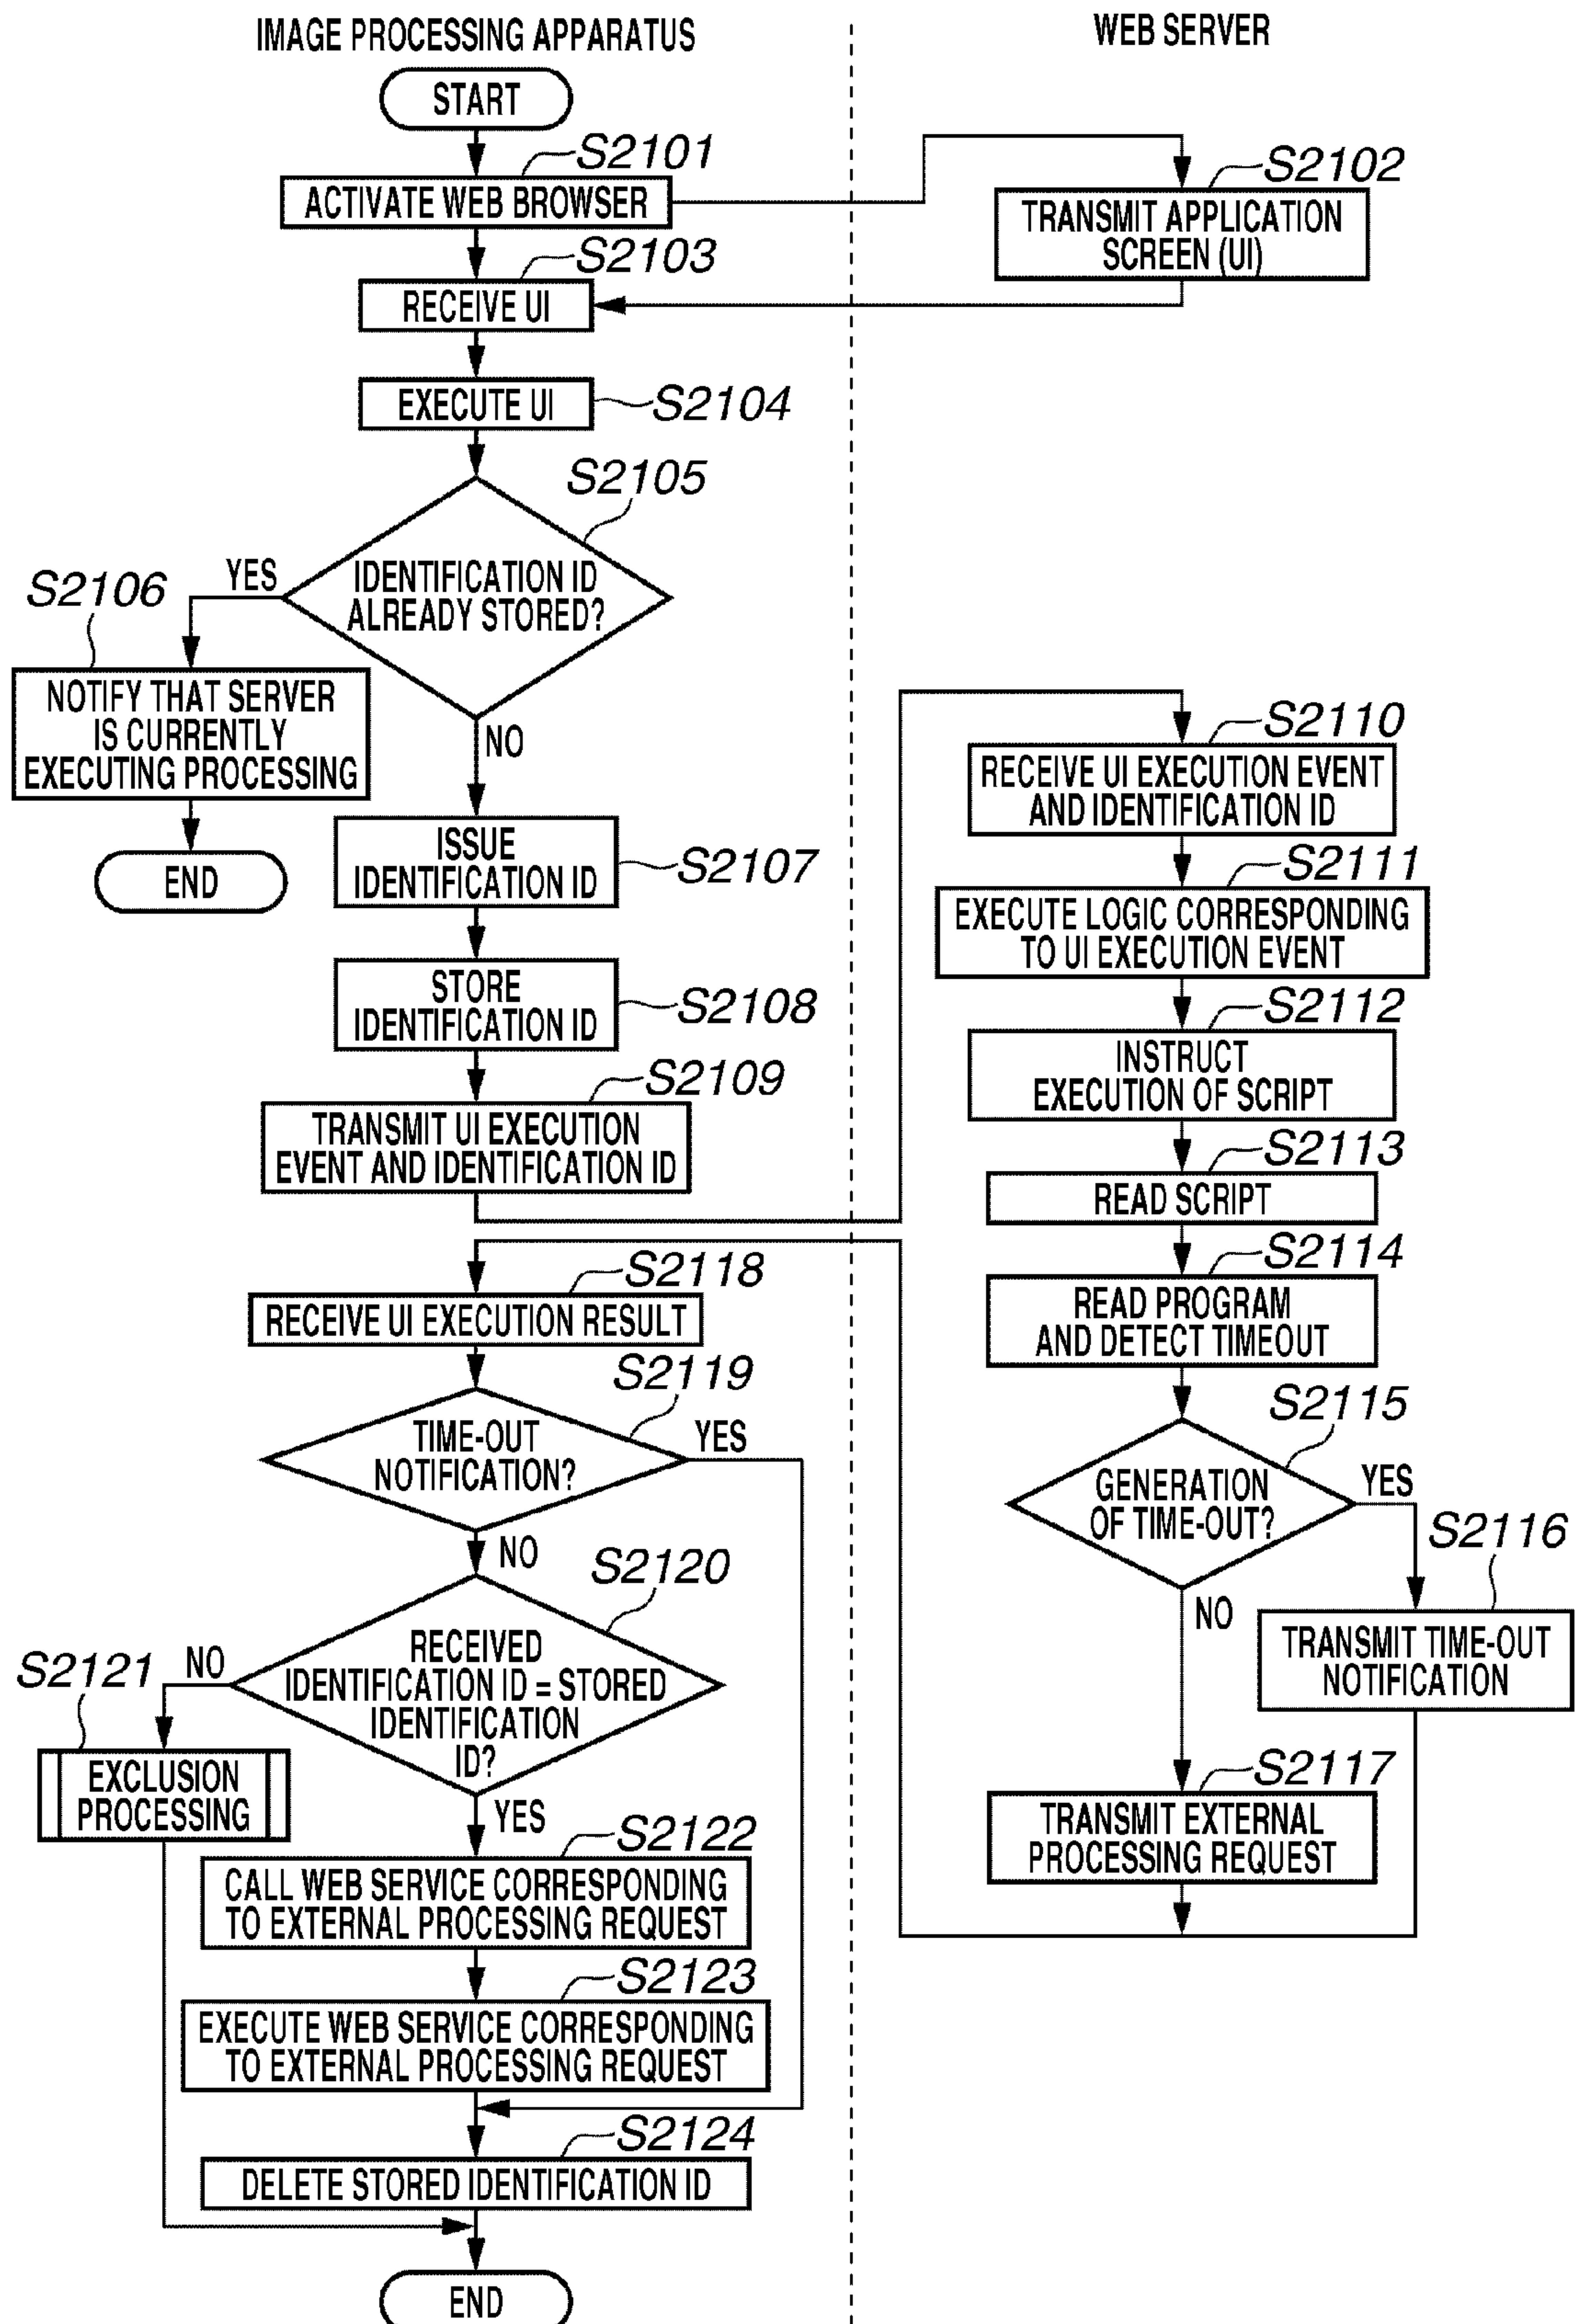 IMAGE PROCESSING APPARATUS
WEB SERVER
START
S2101
ACTIVATE WEB BROWSER
S2102
TRANSMIT APPLICATION
SCREEN (UI)
S2103
RECEIVE UI
EXECUTE UI
S2104
S2105
IDENTIFICATION ID
ALREADY STORED?
YES
S2106
NOTIFY THAT SERVER
IS CURRENTLY
EXECUTING PROCESSING
END
NO
ISSUE
IDENTIFICATION ID
S2107
STORE
IDENTIFICATION ID
S2108
S2109
TRANSMIT UI EXECUTION
EVENT AND IDENTIFICATION ID
S2110
RECEIVE UI EXECUTION EVENT
AND IDENTIFICATION ID
S2111
EXECUTE LOGIC CORRESPONDING
TO UI EXECUTION EVENT
S2112
INSTRUCT
EXECUTION OF SCRIPT
S2113
READ SCRIPT
S2114
READ PROGRAM
AND DETECT TIMEOUT
S2115
GENERATION
OF TIME-OUT?
YES
S2116
TRANSMIT TIME-OUT
NOTIFICATION
NO
S2117
TRANSMIT EXTERNAL
PROCESSING REQUEST
S2118
RECEIVE UI EXECUTION RESULT
S2119
TIME-OUT
NOTIFICATION?
YES
NO
S2120
RECEIVED
IDENTIFICATION ID = STORED
IDENTIFICATION
ID?
NO
S2121
EXCLUSION
PROCESSING
YES
S2122
CALL WEB SERVICE CORRESPONDING
TO EXTERNAL PROCESSING REQUEST
S2123
EXECUTE WEB SERVICE CORRESPONDING
TO EXTERNAL PROCESSING REQUEST
S2124
DELETE STORED IDENTIFICATION ID
END